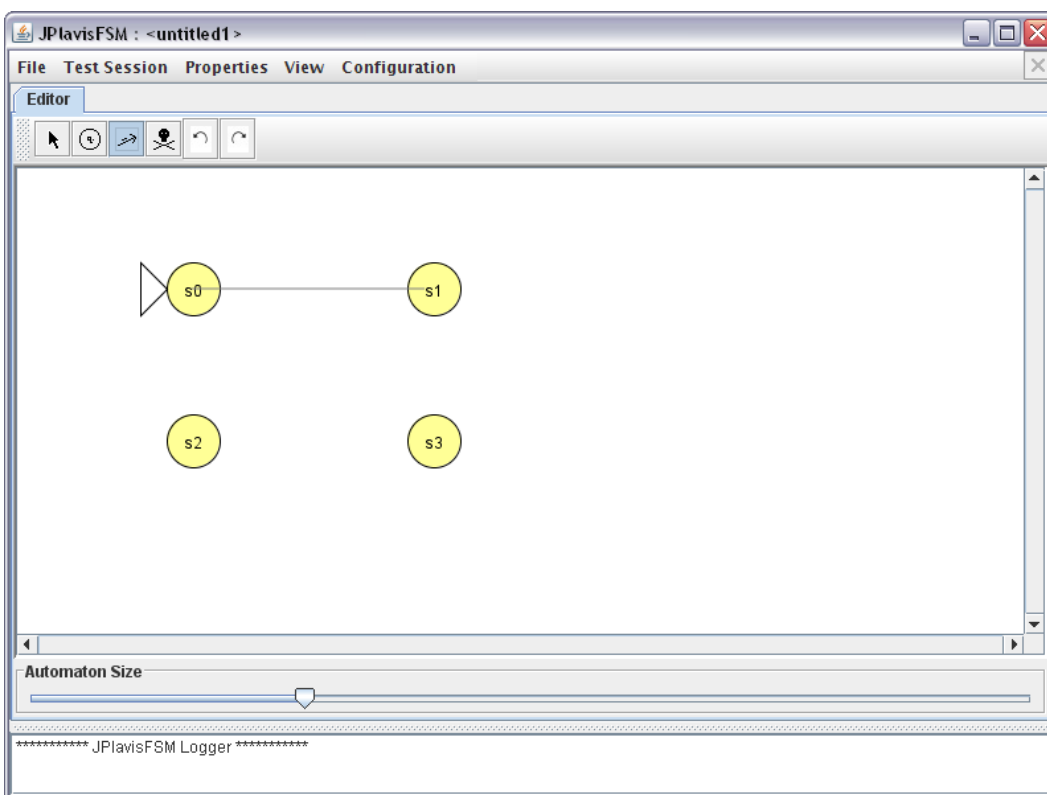 JPlavisFSM : <untitled1>
File Test Session Properties View Configuration
Editor
s0 s1
s2 s3
Automaton Size
*********** JPlavisFSM Logger ***********